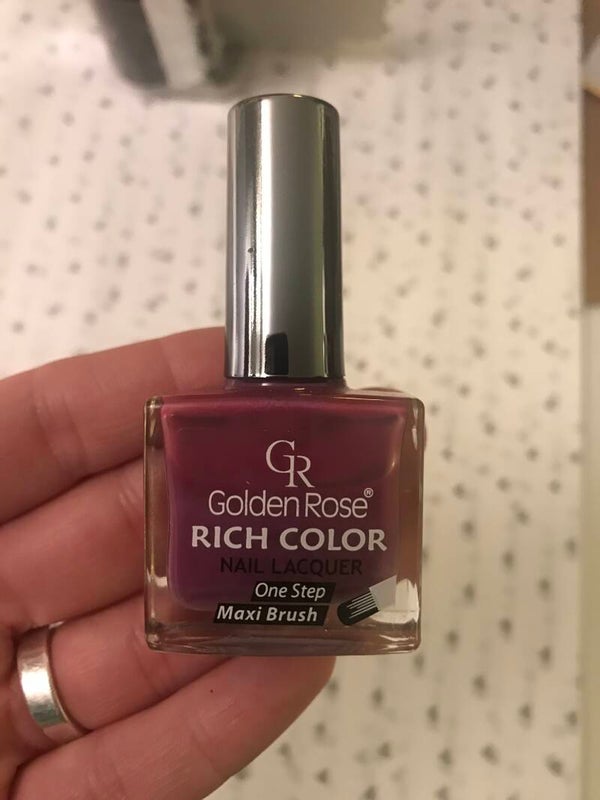 GR
Golden Rose®
RICH COLOR
NAIL LACQUER
One Step
Maxi Brush